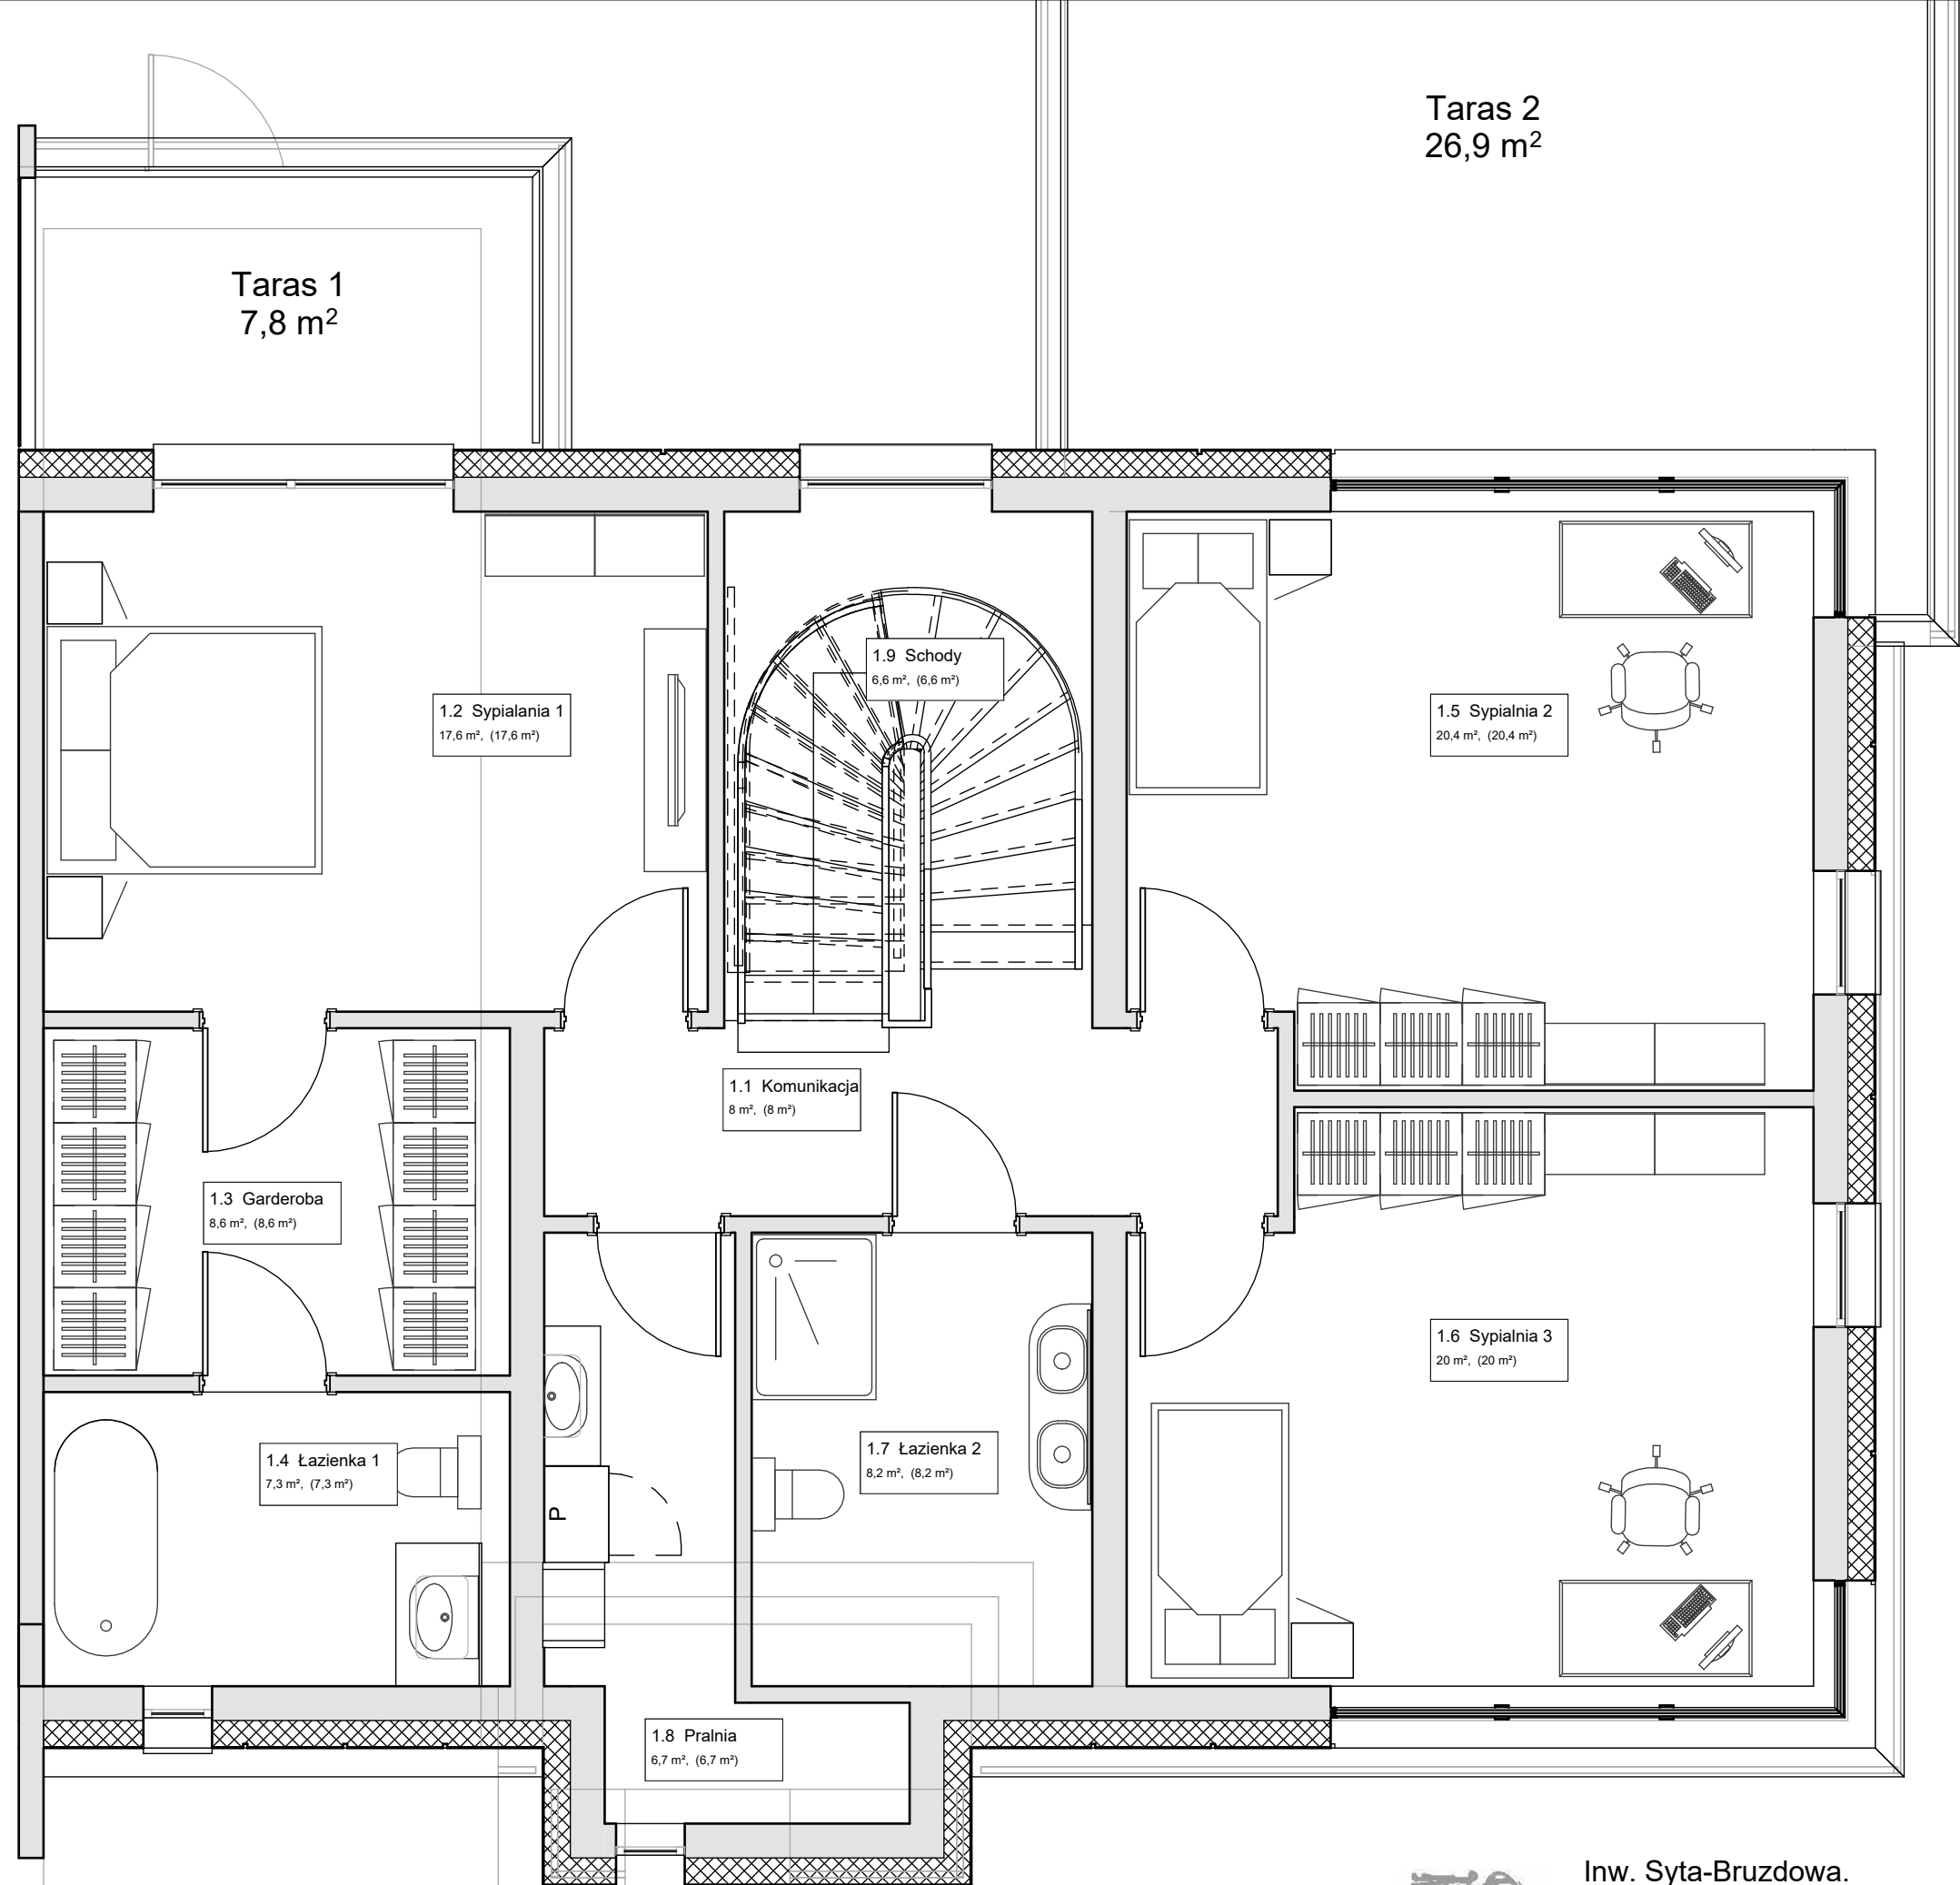 Taras 2
26,9 m²
Taras 1
7,8 m²
1.9 Schody
6,6 m², (6,6 m²)
1.2 Sypialania 1
17,6 m², (17,6 m²)
1.5 Sypialnia 2
20,4 m², (20,4 m²)
1.1 Komunikacja
8 m², (8 m²)
1.3 Garderoba
8,6 m², (8,6 m²)
1.6 Sypialnia 3
20 m², (20 m²)
1.4 Łazienka 1
7,3 m², (7,3 m²)
1.7 Łazienka 2
8,2 m², (8,2 m²)
P
1.8 Pralnia
6,7 m², (6,7 m²)
Inw. Syta-Bruzdowa.